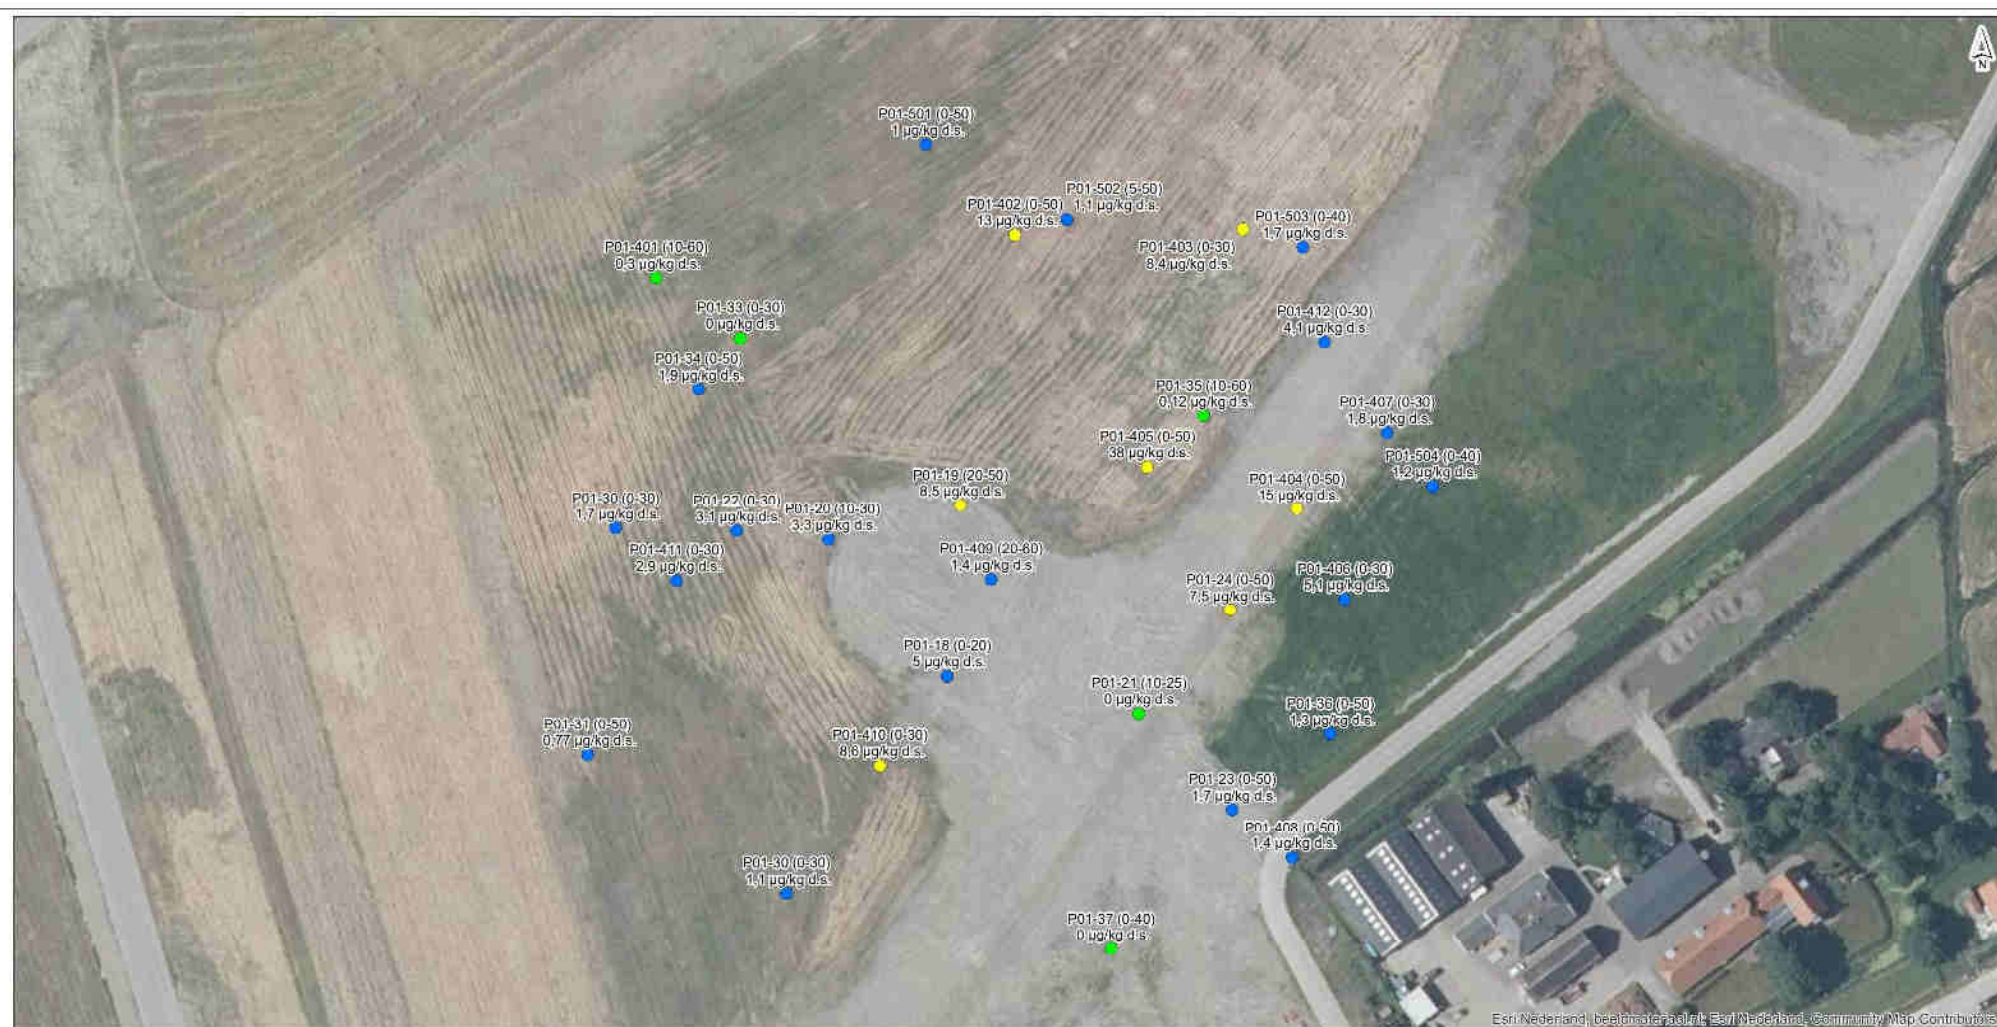 N
P01-501 (0-50)
1 µg/kg d.s.
P01-502 (5-50)
1,1 µg/kg d.s.
P01-402 (0-50)
13 µg/kg d.s.
P01-503 (0-40)
1,7 µg/kg d.s.
P01-403 (0-30)
8,4 µg/kg d.s.
P01-401 (10-60)
0,3 µg/kg d.s.
P01-33 (0-30)
0 µg/kg d.s.
P01-412 (0-30)
4,1 µg/kg d.s.
P01-34 (0-50)
1,9 µg/kg d.s.
P01-35 (10-60)
0,12 µg/kg d.s.
P01-407 (0-30)
1,8 µg/kg d.s.
P01-405 (0-50)
38 µg/kg d.s.
P01-504 (0-40)
1,2 µg/kg d.s.
P01-19 (20-50)
8,5 µg/kg d.s.
P01-404 (0-50)
15 µg/kg d.s.
P01-30 (0-30)
1,7 µg/kg d.s.
P01-22 (0-30)
3,1 µg/kg d.s.
P01-20 (10-30)
3,3 µg/kg d.s.
P01-411 (0-30)
2,9 µg/kg d.s.
P01-409 (20-60)
1,4 µg/kg d.s.
P01-24 (0-50)
7,5 µg/kg d.s.
P01-406 (0-30)
5,1 µg/kg d.s.
P01-18 (0-20)
5 µg/kg d.s.
P01-21 (10-25)
0 µg/kg d.s.
P01-36 (0-50)
1,3 µg/kg d.s.
P01-31 (0-50)
0,77 µg/kg d.s.
P01-410 (0-30)
8,6 µg/kg d.s.
P01-23 (0-50)
1,7 µg/kg d.s.
P01-408 (0-50)
1,4 µg/kg d.s.
P01-30 (0-30)
1,1 µg/kg d.s.
P01-37 (0-40)
0 µg/kg d.s.
Esri Nederland, beeldmateriaal.nl, Esri Nederland, Community Map Contributors